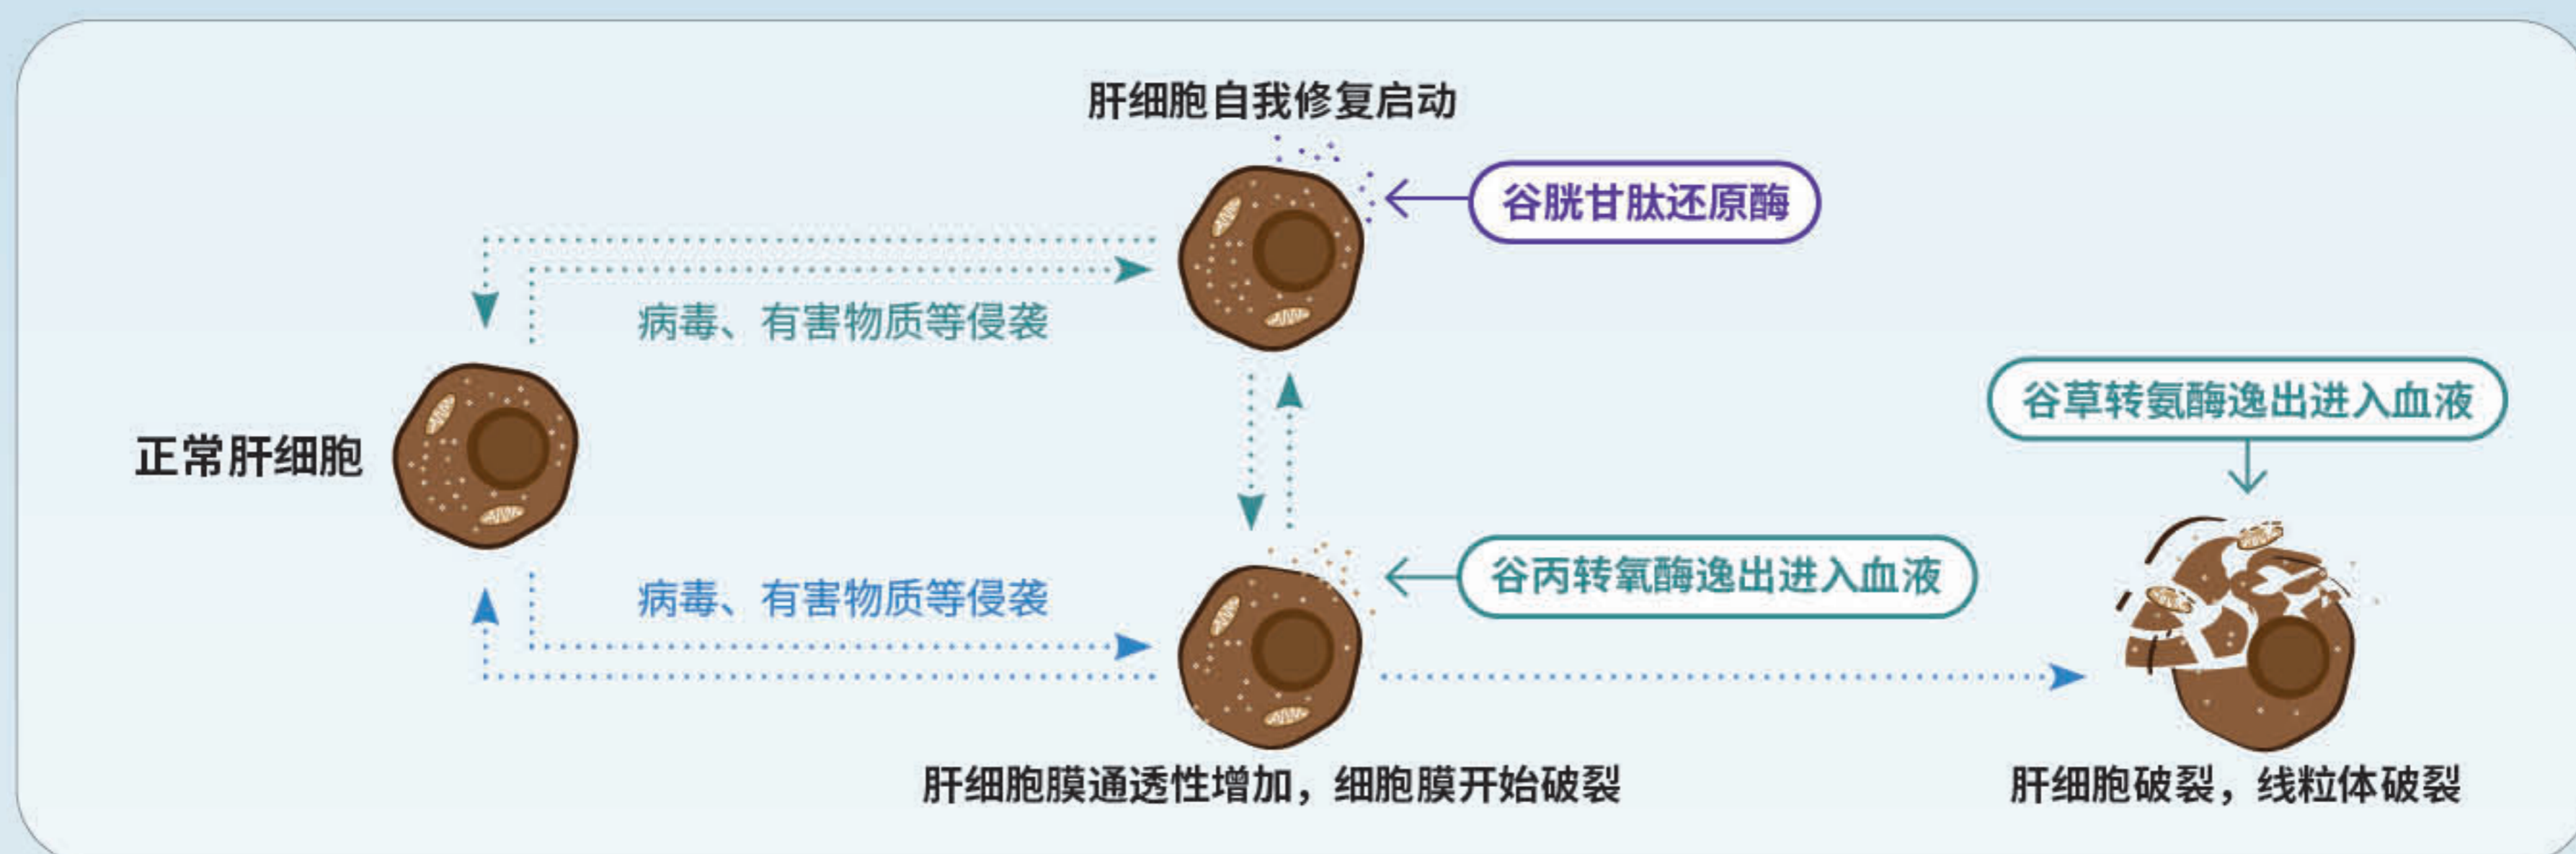 肝细胞自我修复启动
谷胱甘肽还原酶
病毒、有害物质等侵袭
谷草转氨酶逸出进入血液
正常肝细胞
谷丙转氧酶逸出进入血液
病毒、有害物质等侵袭
肝细胞膜通透性增加，细胞膜开始破裂
肝细胞破裂，线粒体破裂